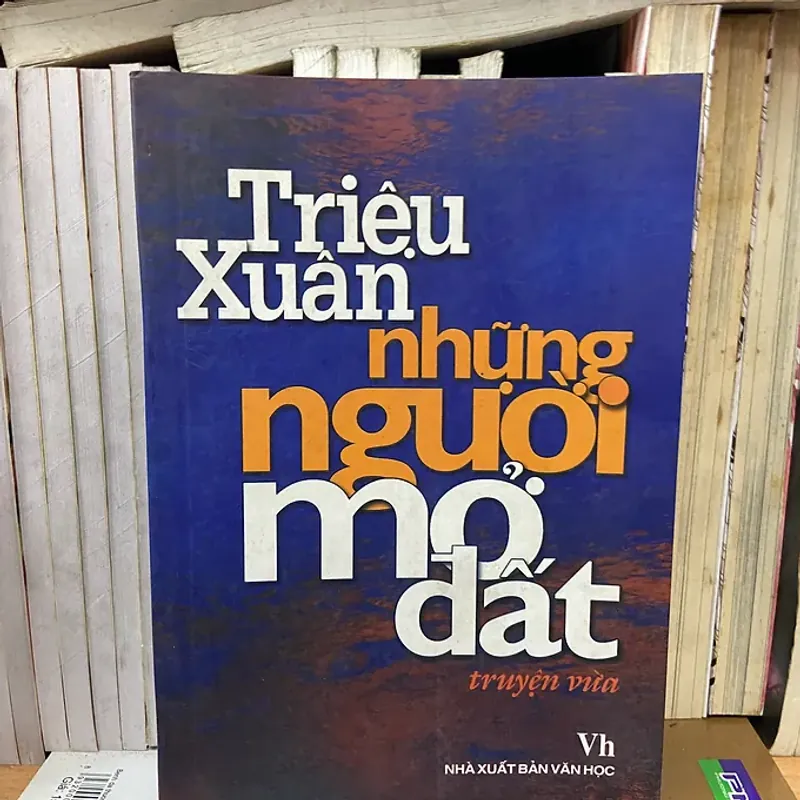 Triệu
Xuân
những
người
mở
đất
truyện vừa
Vh
NHÀ XUẤT BẢN VĂN HỌC